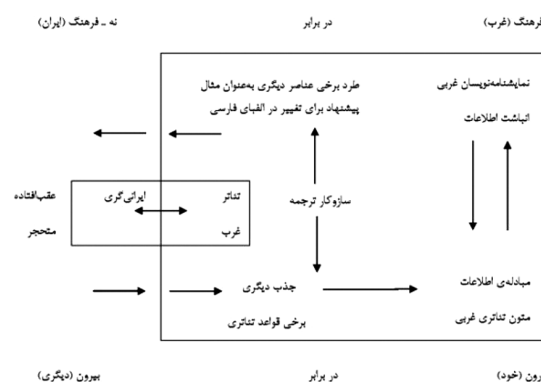 فرهنگ (غرب)
در برابر
نه ـ فرهنگ (ایران)
نمایشنامه‌نویسان غربی
انباشت اطلاعات
طرد برخی عناصر دیگری به‌عنوان مثال
پیشنهاد برای تغییر در الفبای فارسی
سازوکار ترجمه
تئاتر
غرب
ایرانی‌گری
عقب‌افتاده
متحجر
مبادله‌ی اطلاعات
متون تئاتری غربی
جذب دیگری
برخی قواعد تئاتری
رون (خود)
در برابر
بیرون (دیگری)